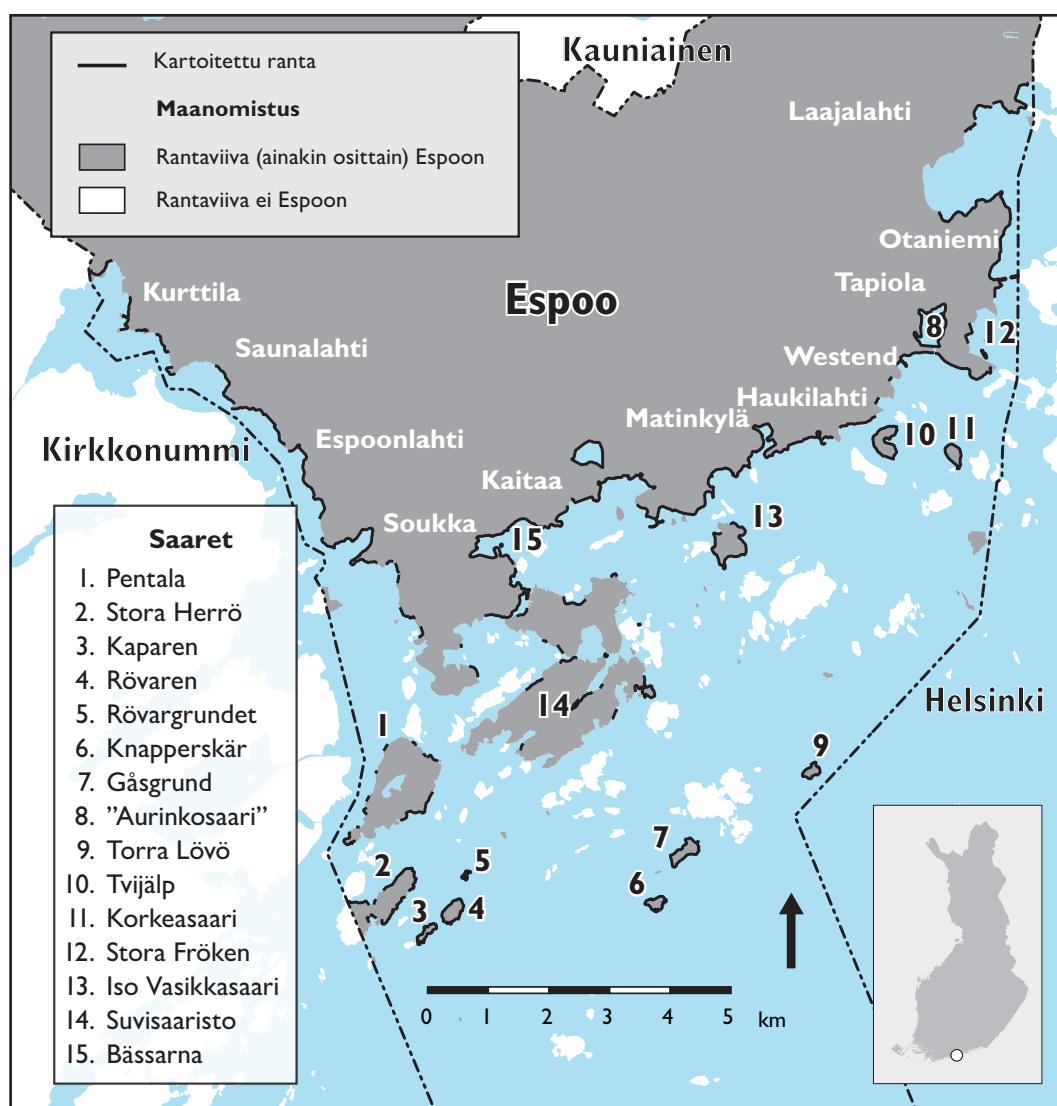 Kartoitettu ranta
Maanomistus
Rantaviiva (ainakin osittain) Espoon
Rantaviiva ei Espoon
Kauniainen
Laajalahti
Otaniemi
Tapiola
Kurttila
Espoo
8
12
Saunalahti
Westend
Haukilahti
Matinkylä
Espoonlahti
10
11
Kirkkonummi
Kaitaa
Soukka
15
13
Saaret
1. Pentala
2. Stora Herrö
3. Kaparen
4. Rövaren
5. Rövargrundet
6. Knapperskär
7. Gåsgrund
8. ”Aurinkosaari”
9. Torra Lövö
10. Tvijälp
11. Korkeasaari
12. Stora Fröken
13. Iso Vasikkasaari
14. Suvisaaristo
15. Bässarna
14
Helsinki
1
9
7
2
5
6
3
4
0 1 2 3 4 5 km